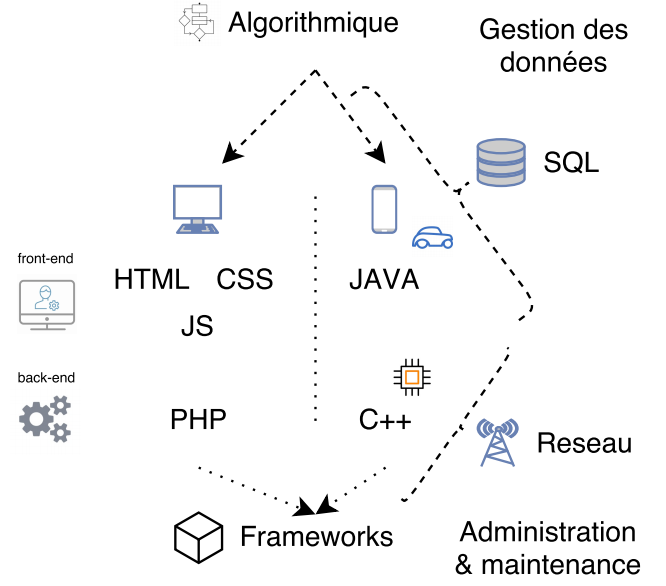 Algorithmique
Gestion des
données
SQL
front-end
HTML CSS
JAVA
JS
back-end
PHP
C++
Reseau
Frameworks
Administration
& maintenance